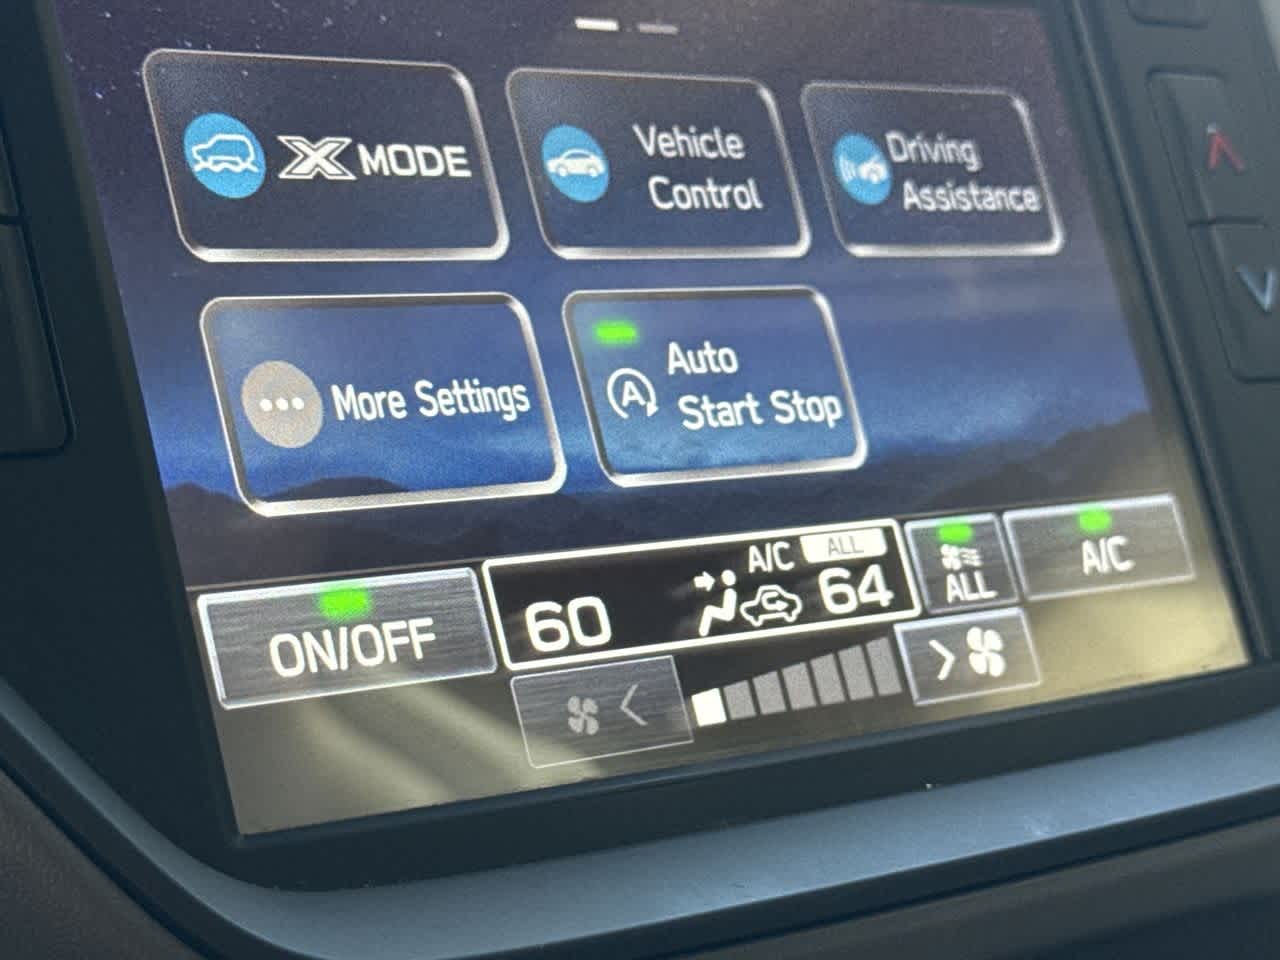 X MODE
Vehicle
Control
Driving
Assistance
More Settings
A
Auto
Start Stop
ON/OFF
60
A/C
ALL
64
ALL
A/C